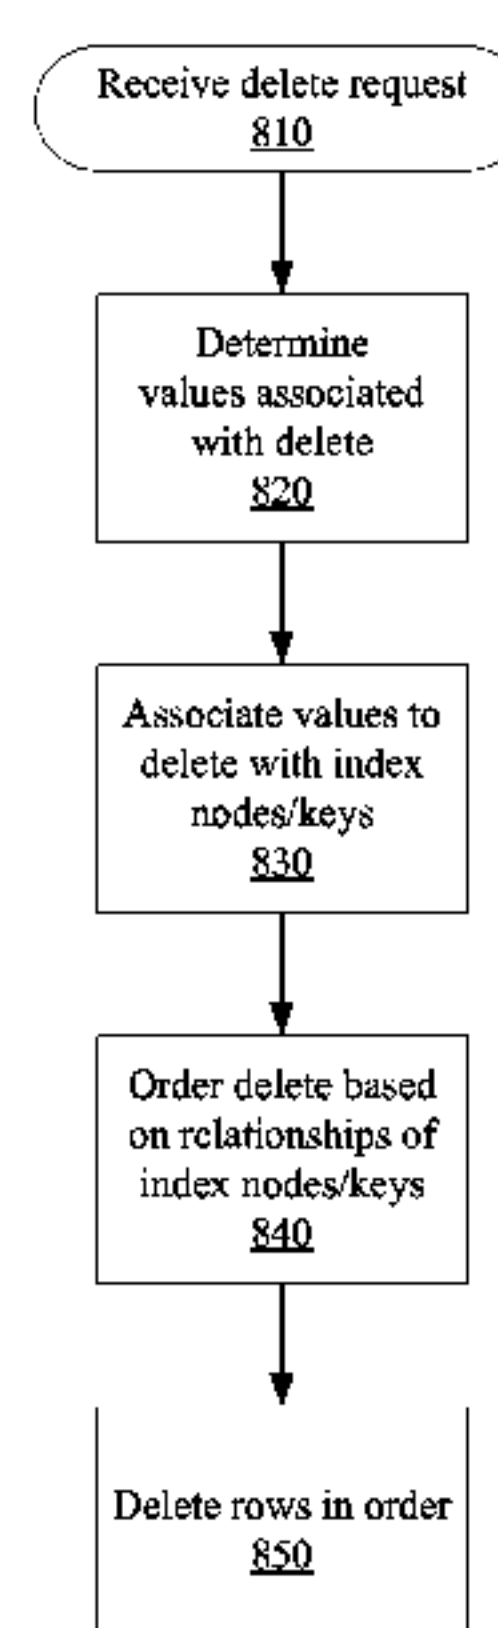 Receive delete request
810
Determine
values associated
with delete
820
Associate values to
delete with index
nodes/keys
830
Order delete based
on relationships of
index nodes/keys
840
Delete rows in order
850